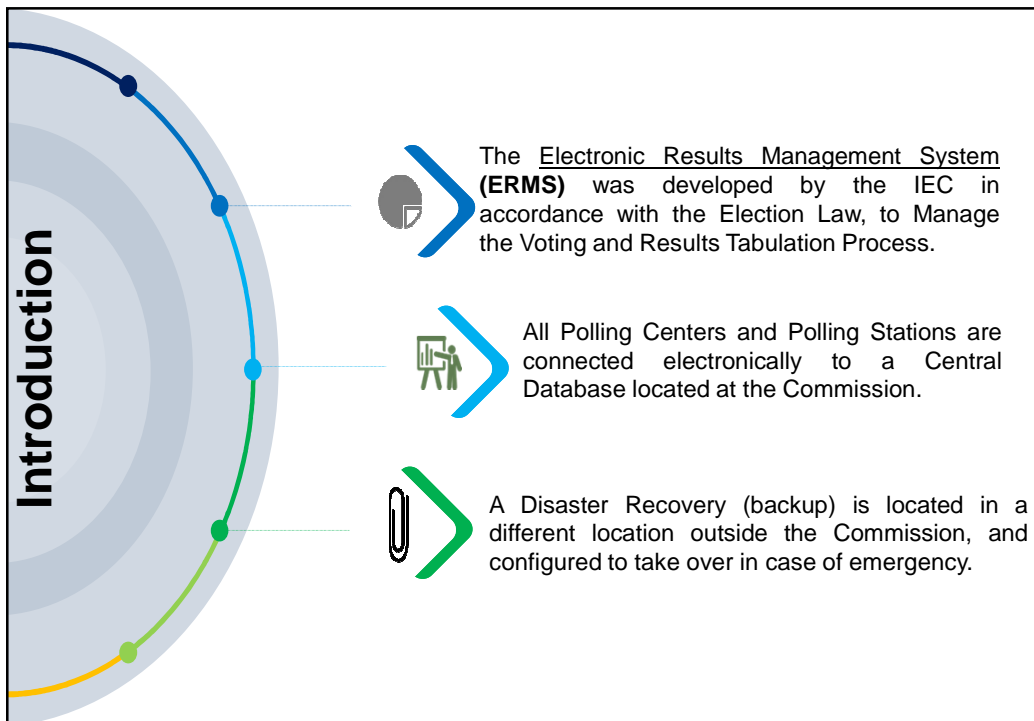 Introduction
The Electronic Results Management System
(ERMS) was developed by the IEC in
accordance with the Election Law, to Manage
the Voting and Results Tabulation Process.
All Polling Centers and Polling Stations are
connected electronically to a Central
Database located at the Commission.
A Disaster Recovery (backup) is located in a
different location outside the Commission, and
configured to take over in case of emergency.